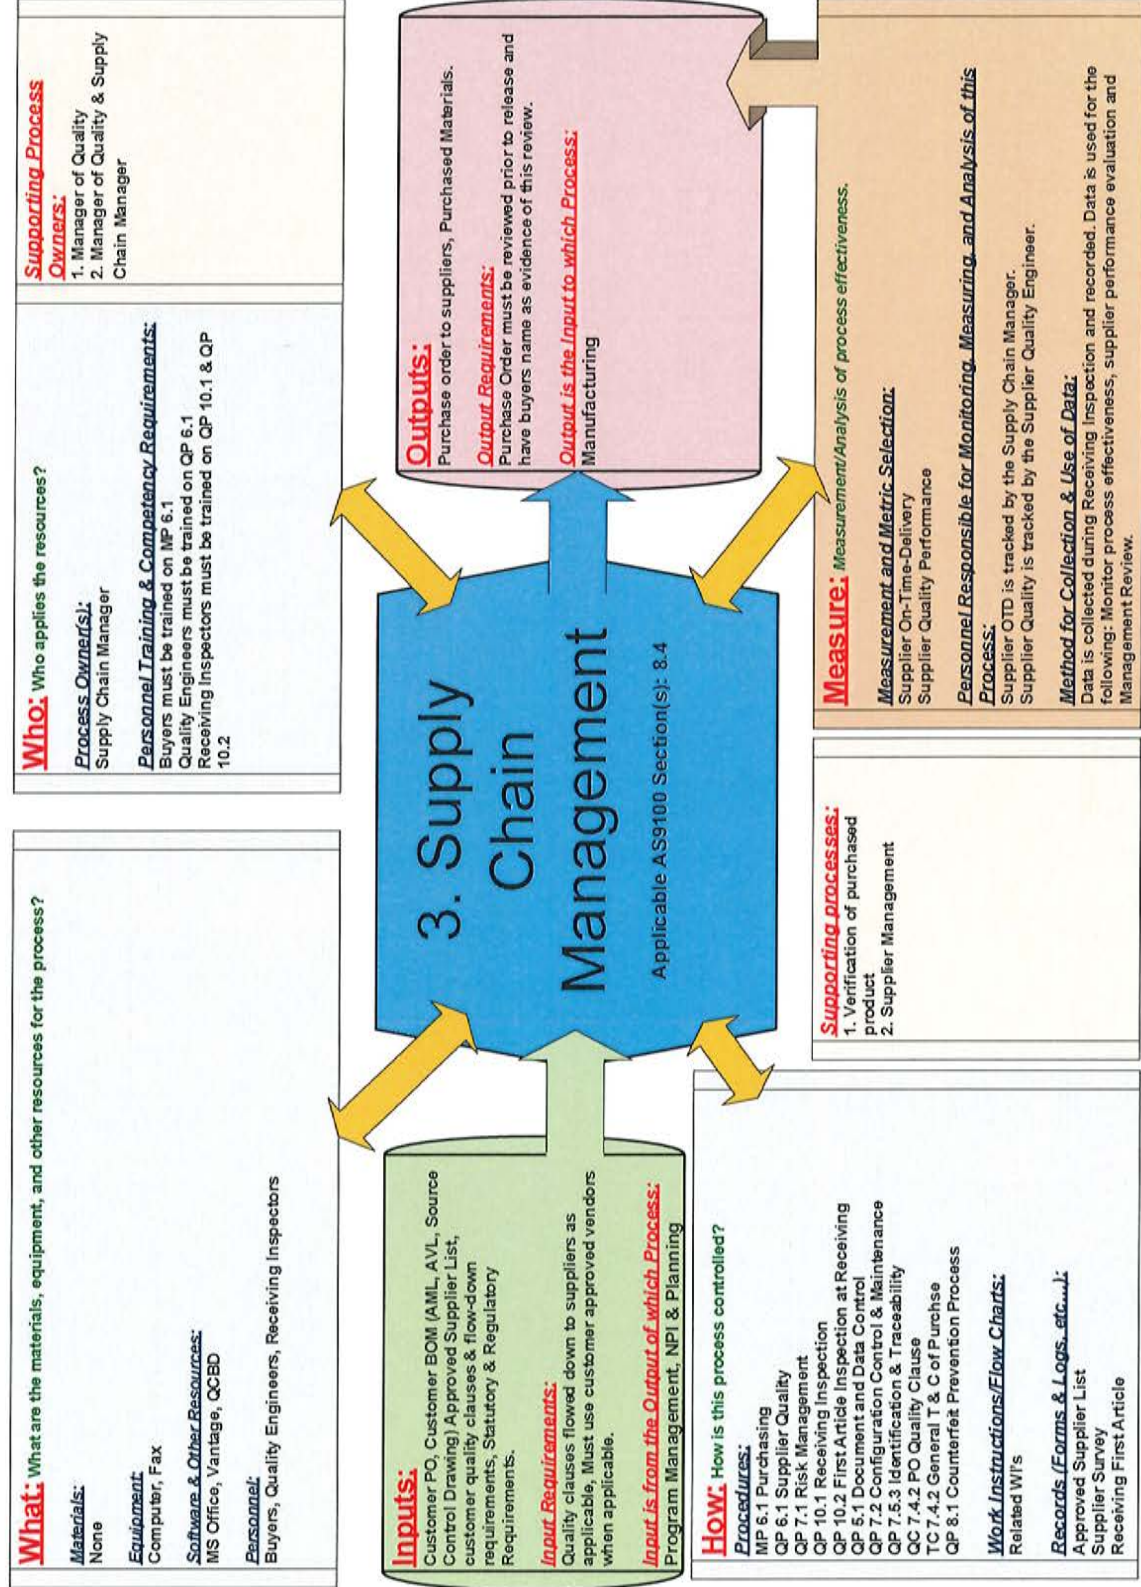 What: What are the materials, equipment, and other resources for the process?
Materials:
None
Equipment:
Computer, Fax
Software & Other Resources:
MS Office, Vantage, QCBD
Personnel:
Buyers, Quality Engineers, Receiving Inspectors
Who: Who applies the resources?
Process Owner(s):
Supply Chain Manager
Personnel Training & Competency Requirements:
Buyers must be trained on MP 6.1
Quality Engineers must be trained on QP 6.1
Receiving Inspectors must be trained on QP 10.1 & QP
10.2
Supporting Process
Owners:
1. Manager of Quality
2. Manager of Quality & Supply
Chain Manager
Inputs:
Customer PO, Customer BOM (AML, AVL, Source
Control Drawing) Approved Supplier List,
customer quality clauses & flow-down
requirements, Statutory & Regulatory
Requirements.
Input Requirements:
Quality clauses flowed down to suppliers as
applicable, Must use customer approved vendors
when applicable.
Input is from the Output of which Process:
Program Management, NPI & Planning
3. Supply
Chain
Management
Applicable AS9100 Section(s): 8.4
Outputs:
Purchase order to suppliers, Purchased Materials.
Output Requirements:
Purchase Order must be reviewed prior to release and
have buyers name as evidence of this review.
Output is the Input to which Process:
Manufacturing
How: How is this process controlled?
Procedures:
MP 6.1 Purchasing
QP 6.1 Supplier Quality
QP 7.1 Risk Management
QP 10.1 Receiving Inspection
QP 10.2 First Article Inspection at Receiving
QP 5.1 Document and Data Control
QP 7.2 Configuration Control & Maintenance
QP 7.5.3 Identification & Traceability
QC 7.4.2 PO Quality Clause
TC 7.4.2 General T & C of Purchse
QP 8.1 Counterfeit Prevention Process
Work Instructions/Flow Charts:
Related WI's
Records (Forms & Logs, etc...):
Approved Supplier List
Supplier Survey
Receiving First Article
Supporting processes:
1. Verification of purchased
product
2. Supplier Management
Measure: Measurement/Analysis of process effectiveness.
Measurement and Metric Selection:
Supplier On-Time-Delivery
Supplier Quality Performance
Personnel Responsible for Monitoring, Measuring, and Analysis of this
Process:
Supplier OTD is tracked by the Supply Chain Manager.
Supplier Quality is tracked by the Supplier Quality Engineer.
Method for Collection & Use of Data:
Data is collected during Receiving Inspection and recorded. Data is used for the
following: Monitor process effectiveness, supplier performance evaluation and
Management Review.